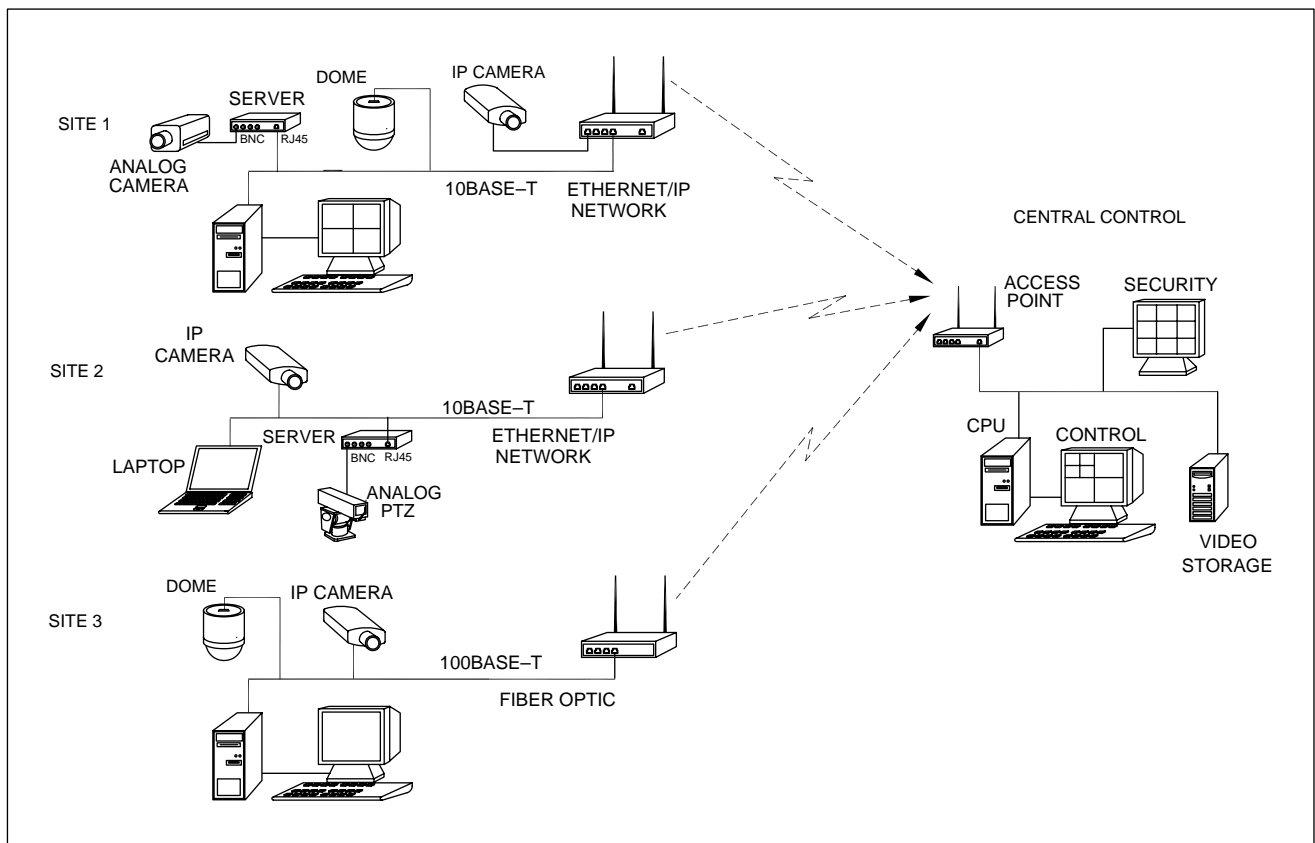 SITE 1
ANALOG
CAMERA
SERVER
BNC
RJ45
DOME
IP CAMERA
10BASE–T
ETHERNET/IP
NETWORK
SITE 2
IP
CAMERA
LAPTOP
SERVER
BNC
RJ45
ANALOG
PTZ
10BASE–T
ETHERNET/IP
NETWORK
SITE 3
DOME
IP CAMERA
100BASE–T
FIBER OPTIC
CENTRAL CONTROL
ACCESS
POINT
SECURITY
CPU
CONTROL
VIDEO
STORAGE